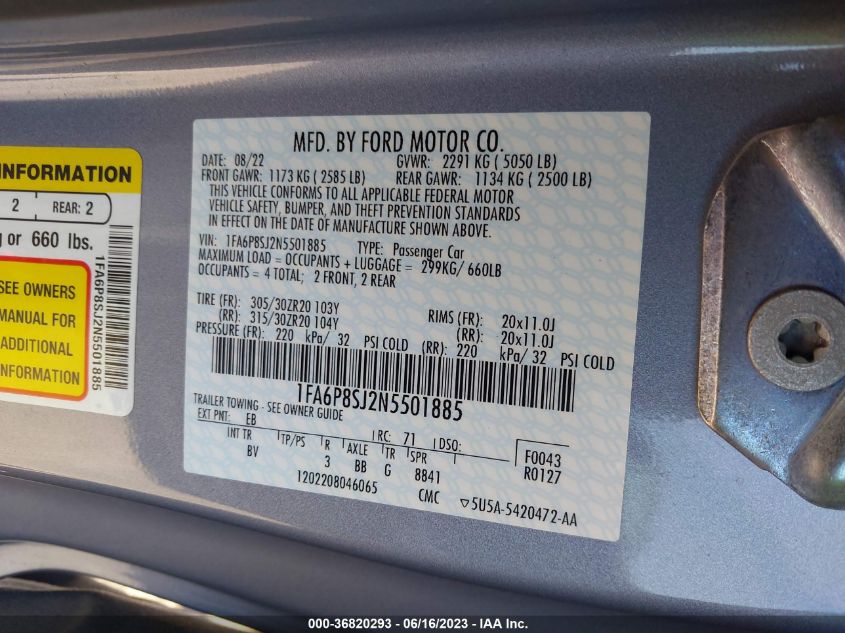 INFORMATION
2 REAR: 2
or 660 lbs.
SEE OWNERS
MANUAL FOR
ADDITIONAL
INFORMATION
1FA6P8SJ2N5501885
MFD. BY FORD MOTOR CO.
DATE: 08/22 GVWR: 2291 KG ( 5050 LB)
FRONT GAWR: 1173 KG ( 2585 LB) REAR GAWR: 1134 KG ( 2500 LB)
THIS VEHICLE CONFORMS TO ALL APPLICABLE FEDERAL MOTOR
VEHICLE SAFETY, BUMPER, AND THEFT PREVENTION STANDARDS
IN EFFECT ON THE DATE OF MANUFACTURE SHOWN ABOVE.
VIN: 1FA6P8SJ2N5501885 TYPE: Passenger Car
MAXIMUM LOAD = OCCUPANTS + LUGGAGE = 299KG/ 660LB
OCCUPANTS = 4 TOTAL; 2 FRONT, 2 REAR
TIRE (FR): 305/30ZR20 103Y RIMS (FR): 20x11.0J
(RR): 315/30ZR20 104Y (RR): 20x11.0J
PRESSURE (FR): 220 kPa/ 32 PSI COLD (RR): 220 kPa/ 32 PSI COLD
1FA6P8SJ2N5501885
TRAILER TOWING - SEE OWNER GUIDE
EXT PNT: EB RC: 71 DSO: F0043
INT TR TP/PS R AXLE TR SPR R0127
BV 3 BB G 8841
1202208046065 CMC ▽5U5A-5420472-AA
000-36820293 - 06/16/2023 - IAA Inc.